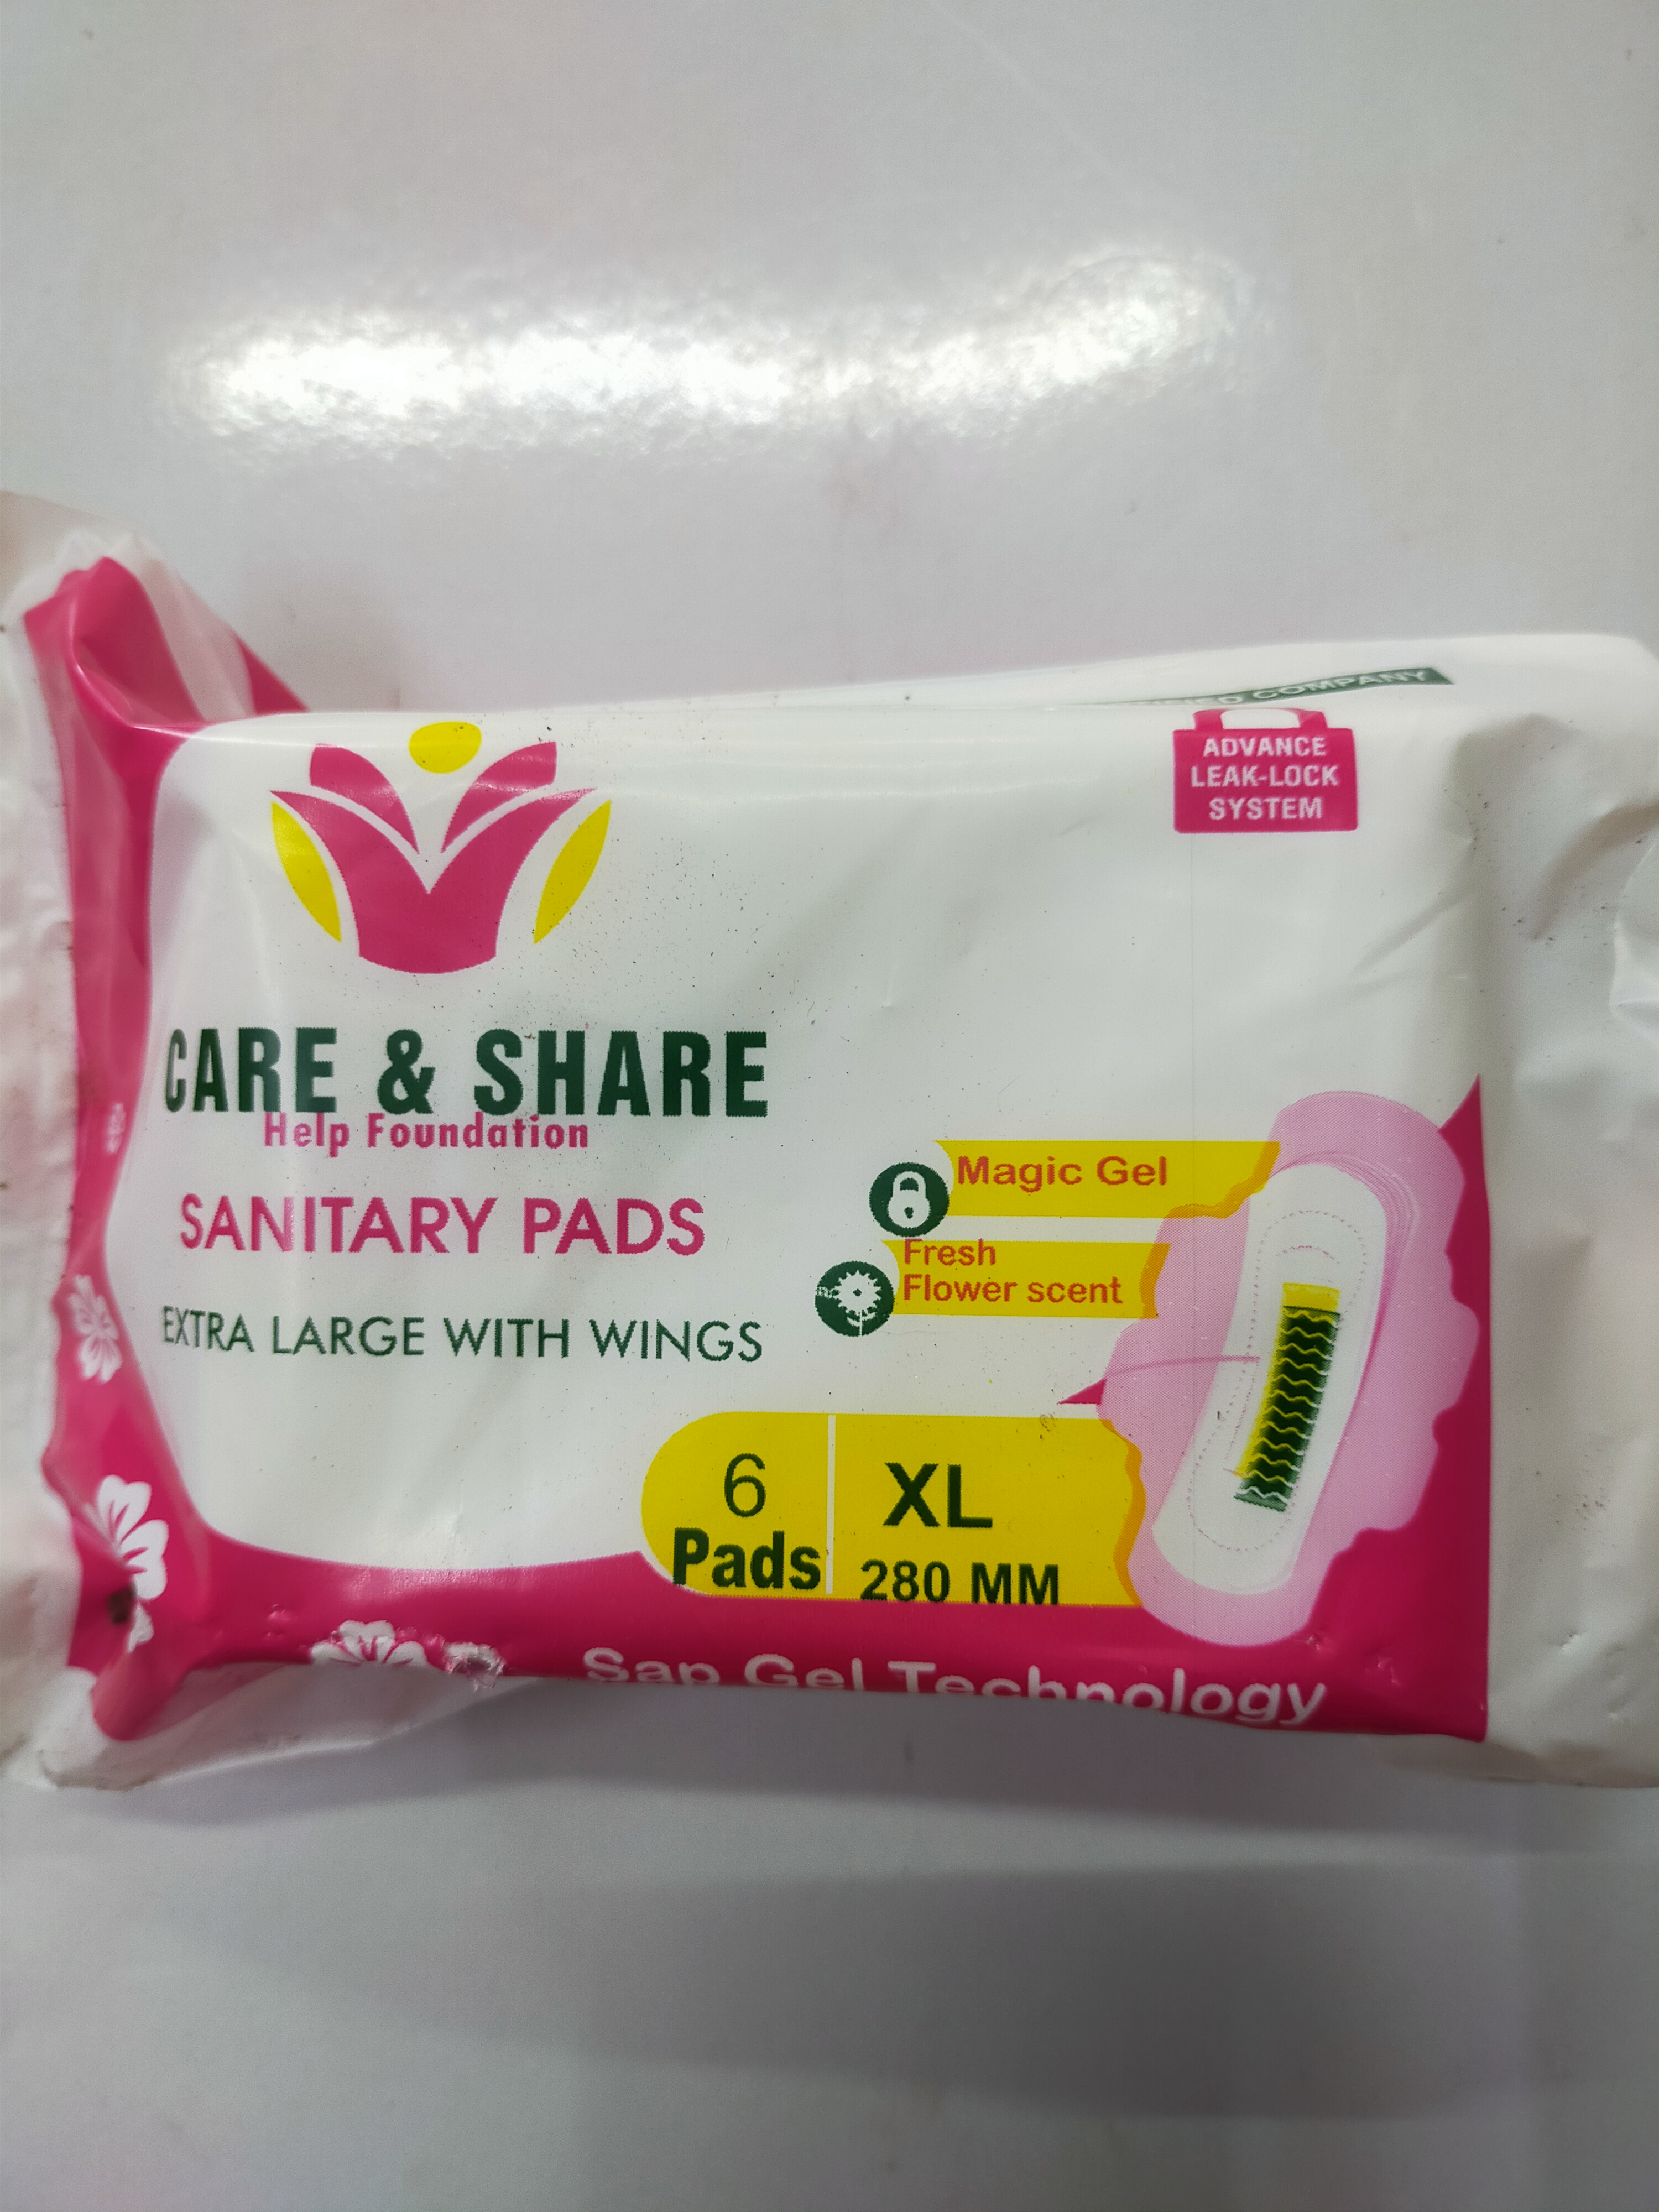 COMPANY
ADVANCE
LEAK-LOCK
SYSTEM
CARE & SHARE
Help Foundation
SANITARY PADS
EXTRA LARGE WITH WINGS
Magic Gel
Fresh
Flower scent
6
Pads
XL
280 MM
Sap Gel Technology